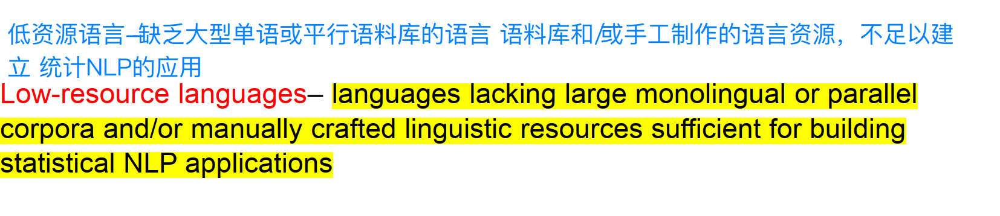 低资源语言–缺乏大型单语或平行语料库的语言 语料库和/或手工制作的语言资源，不足以建
立 统计NLP的应用
Low-resource languages– languages lacking large monolingual or parallel
corpora and/or manually crafted linguistic resources sufficient for building
statistical NLP applications